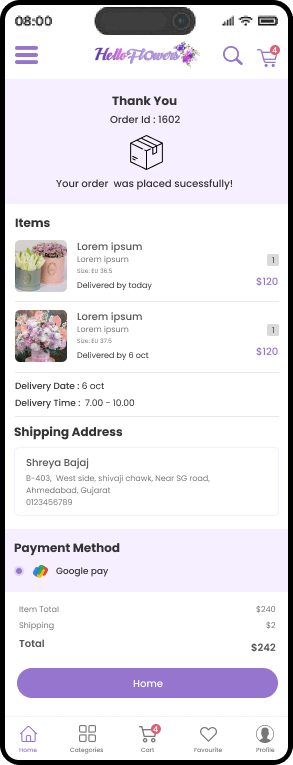 08:00
HelloFlowers
4
Thank You
Order Id : 1602
Your order was placed sucessfully!
Items
Lorem ipsum
Lorem ipsum
Size: EU 36.5
1
Delivered by today
$120
Lorem ipsum
Lorem ipsum
Size: EU 37.5
1
Delivered by 6 oct
$120
Delivery Date : 6 oct
Delivery Time : 7.00 - 10.00
Shipping Address
Shreya Bajaj
B-403, West side, shivaji chawk, Near SG road,
Ahmedabad, Gujarat
0123456789
Payment Method
Google pay
Item Total $240
Shipping $2
Total $242
Home
4
Home Categories Cart Favourite Profile